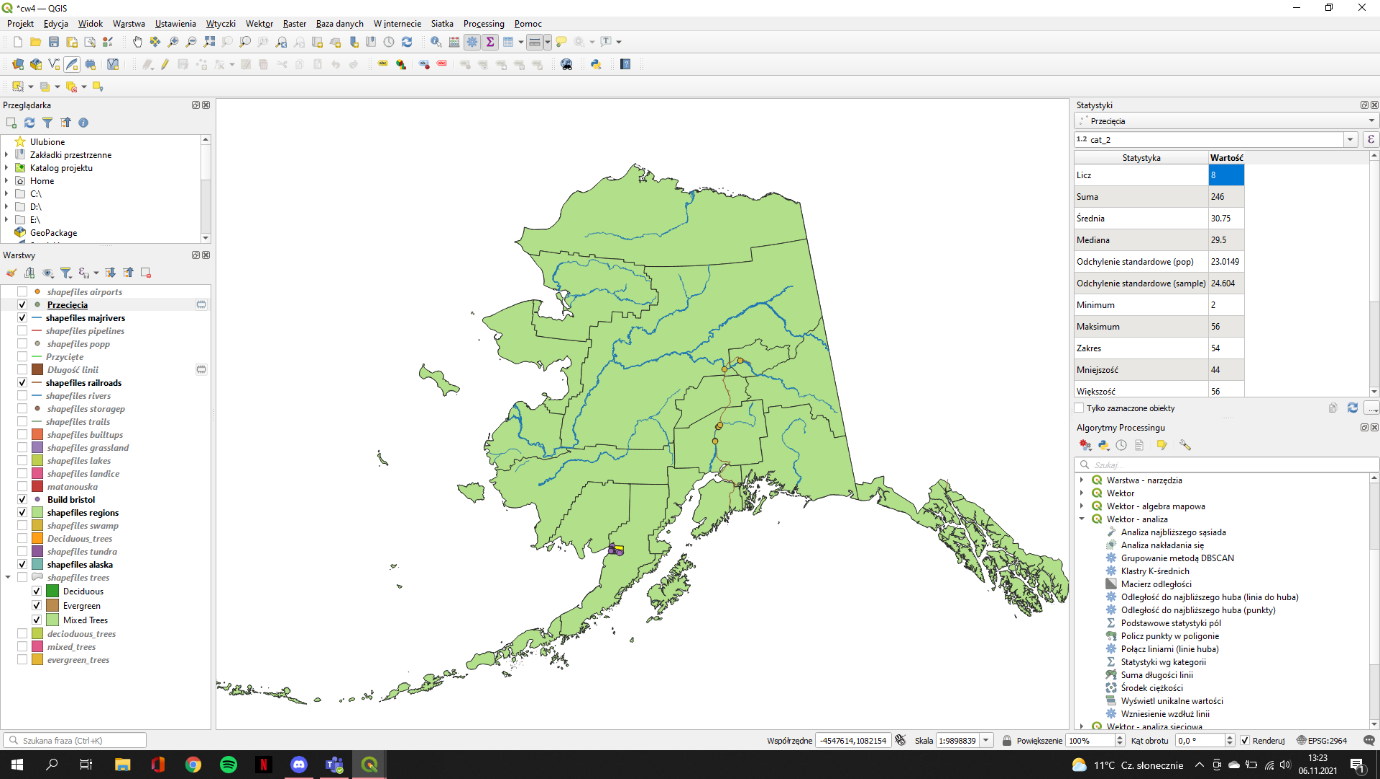 *cw4 — QGIS
Projekt Edycja Widok Warstwa Ustawienia Wtyczki Wektor Raster Baza danych W internecie Siatka Processing Pomoc
Przeglądarka
Ulubione
Zakładki przestrzenne
Katalog projektu
Home
C:\
D:\
E:\
GeoPackage
Warstwy
shapefiles airports
Przecięcia
shapefiles majrivers
shapefiles pipelines
shapefiles popp
Przycięte
Długość linii
shapefiles railroads
shapefiles rivers
shapefiles storagep
shapefiles trails
shapefiles builtups
shapefiles grassland
shapefiles lakes
shapefiles landice
matanouska
Build bristol
shapefiles regions
shapefiles swamp
Deciduous_trees
shapefiles tundra
shapefiles alaska
shapefiles trees
Deciduous
Evergreen
Mixed Trees
decioduous_trees
mixed_trees
evergreen_trees
Statystyki
Przecięcia
1.2 cat_2
Statystyka Wartość
Licz 8
Suma 246
Średnia 30.75
Mediana 29.5
Odchylenie standardowe (pop) 23.0149
Odchylenie standardowe (sample) 24.604
Minimum 2
Maksimum 56
Zakres 54
Mniejszość 44
Większość 56
Tylko zaznaczone obiekty
Algorytmy Processingu
Szukaj...
Warstwa - narzędzia
Wektor
Wektor - algebra mapowa
Wektor - analiza
Analiza najbliższego sąsiada
Analiza nakładania się
Grupowanie metodą DBSCAN
Klastry K-średnich
Macierz odległości
Odległość do najbliższego huba (linia do huba)
Odległość do najbliższego huba (punkty)
Podstawowe statystyki pól
Policz punkty w poligonie
Połącz liniami (linie huba)
Statystyki wg kategorii
Suma długości linii
Środek ciężkości
Wyświetl unikalne wartości
Wzniesienie wzdłuż linii
Wektor - analiza sieciowa
Szukana fraza (Ctrl+K)
Współrzędne -4547614,1082154 Skala 1:9898839 Powiększenie 100% Kąt obrotu 0,0 ° Renderuj EPSG:2964
11°C Cz. słonecznie
13:23
06.11.2021
1